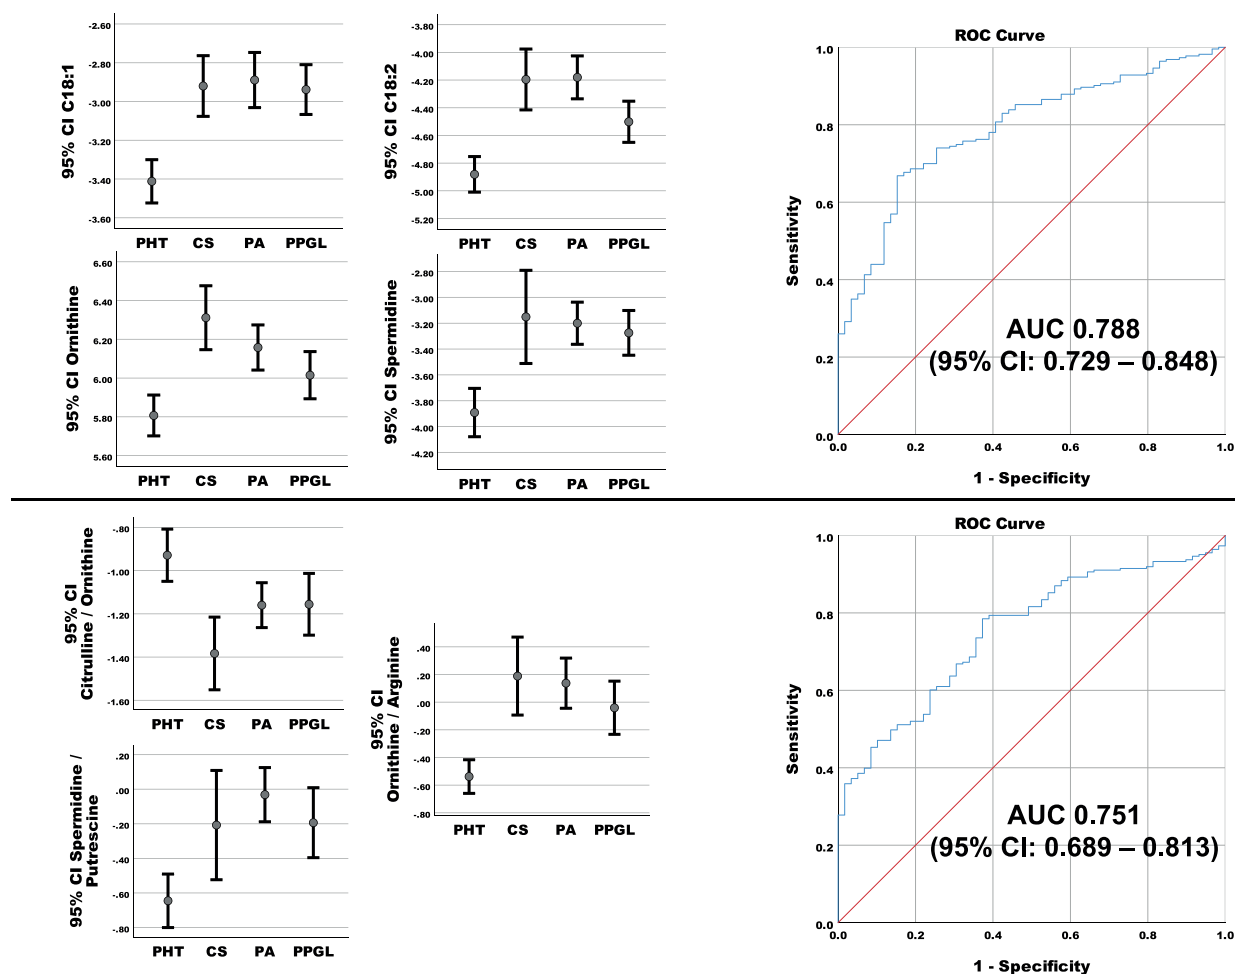 -2.60
-2.80
-3.00
-3.20
-3.40
-3.60
95% CI C18:1
PHT CS PA PPGL
-3.80
-4.00
-4.20
-4.40
-4.60
-4.80
-5.00
-5.20
95% CI C18:2
PHT CS PA PPGL
6.60
6.40
6.20
6.00
5.80
5.60
95% CI Ornithine
PHT CS PA PPGL
-2.80
-3.00
-3.20
-3.40
-3.60
-3.80
-4.00
-4.20
95% CI Spermidine
PHT CS PA PPGL
ROC Curve
1.0
0.8
0.6
0.4
0.2
0.0
Sensitivity
AUC 0.788
(95% CI: 0.729 – 0.848)
0.0 0.2 0.4 0.6 0.8 1.0
1 - Specificity
-.80
-1.00
-1.20
-1.40
-1.60
95% CI
Citrulline / Ornithine
PHT CS PA PPGL
.20
.00
-.20
-.40
-.60
-.80
95% CI Spermidine /
Putrescine
PHT CS PA PPGL
.40
.20
.00
-.20
-.40
-.60
-.80
95% CI
Ornithine / Arginine
PHT CS PA PPGL
ROC Curve
1.0
0.8
0.6
0.4
0.2
0.0
Sensitivity
AUC 0.751
(95% CI: 0.689 – 0.813)
0.0 0.2 0.4 0.6 0.8 1.0
1 - Specificity